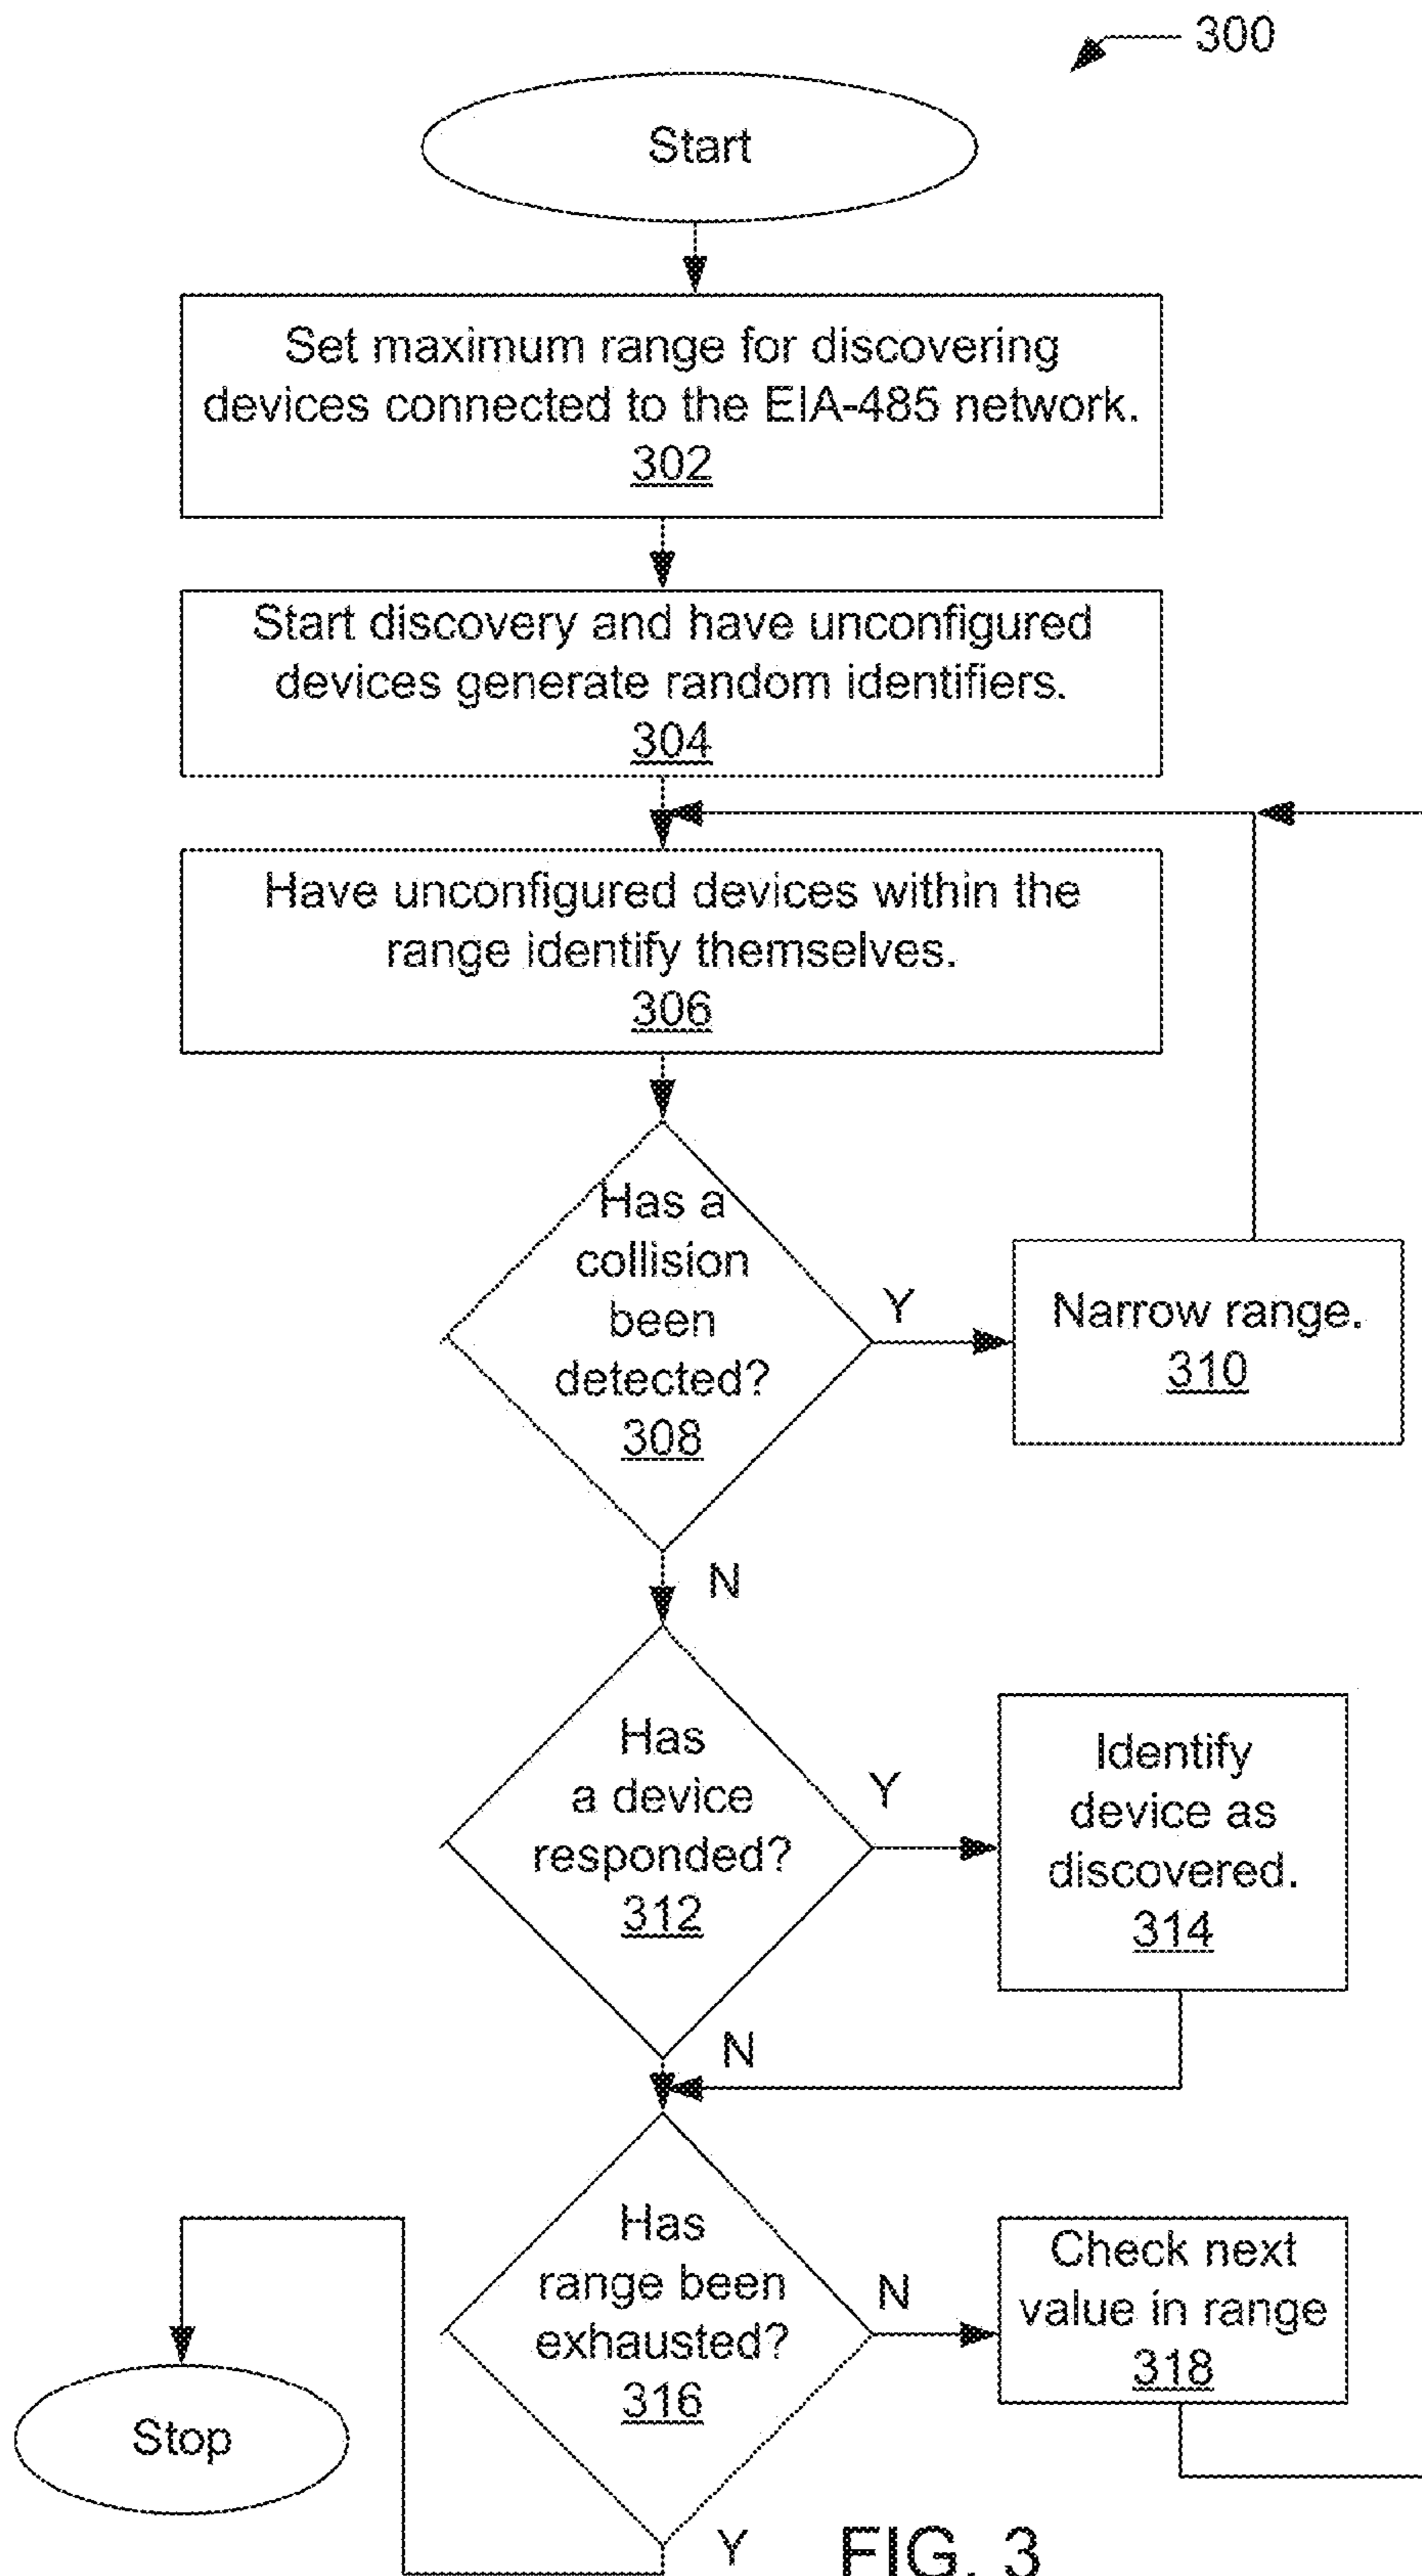 300
Start
Set maximum range for discovering
devices connected to the EIA-485 network.
302
Start discovery and have unconfigured
devices generate random identifiers.
304
Have unconfigured devices within the
range identify themselves.
306
Has a
collision
been
detected?
308
Y
Narrow range.
310
N
Has
a device
responded?
312
Y
Identify
device as
discovered.
314
N
Has
range been
exhausted?
316
N
Check next
value in range
318
Stop
Y
FIG. 3